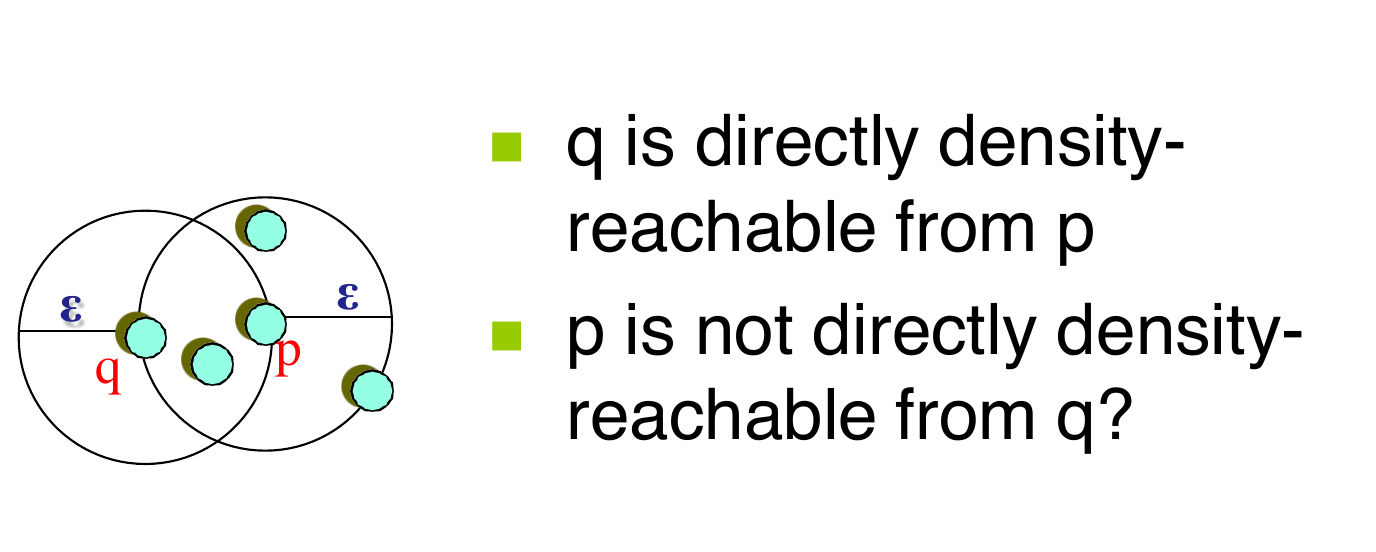 q is directly density-
reachable from p
p is not directly density-
reachable from q?
ε
ε
q
p